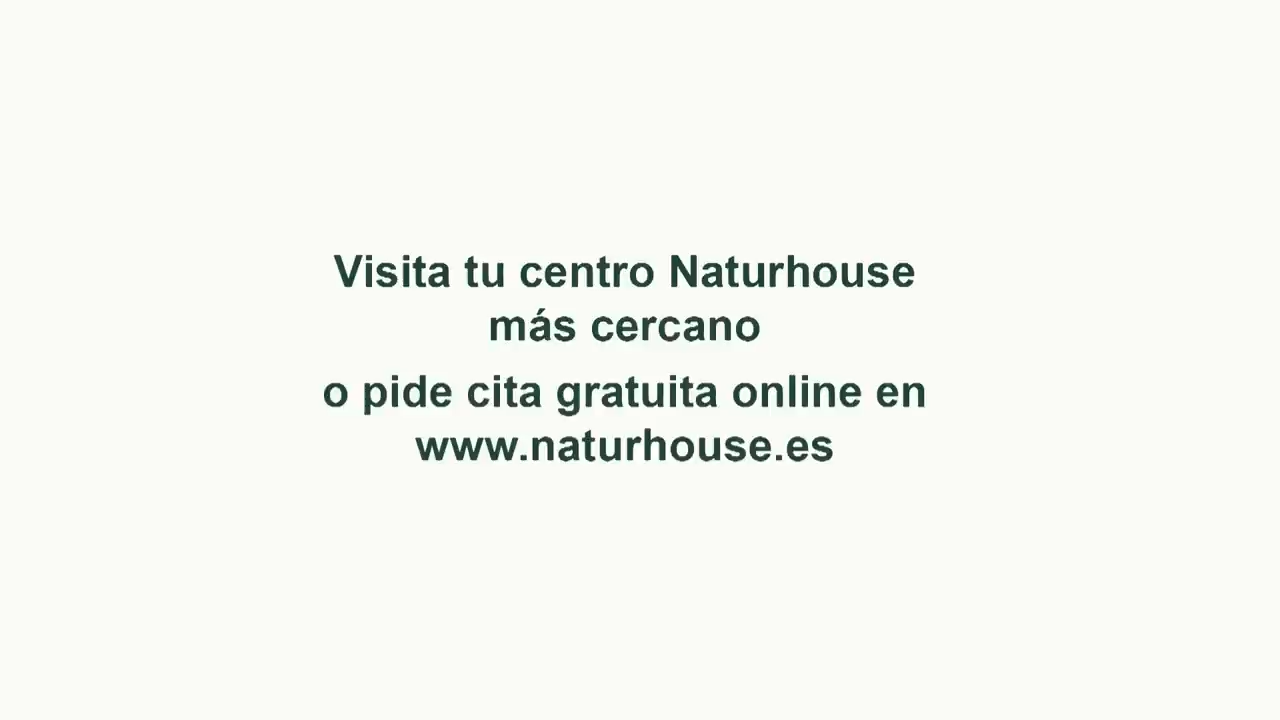 Visita tu centro Naturhouse
más cercano
o pide cita gratuita online en
www.naturhouse.es